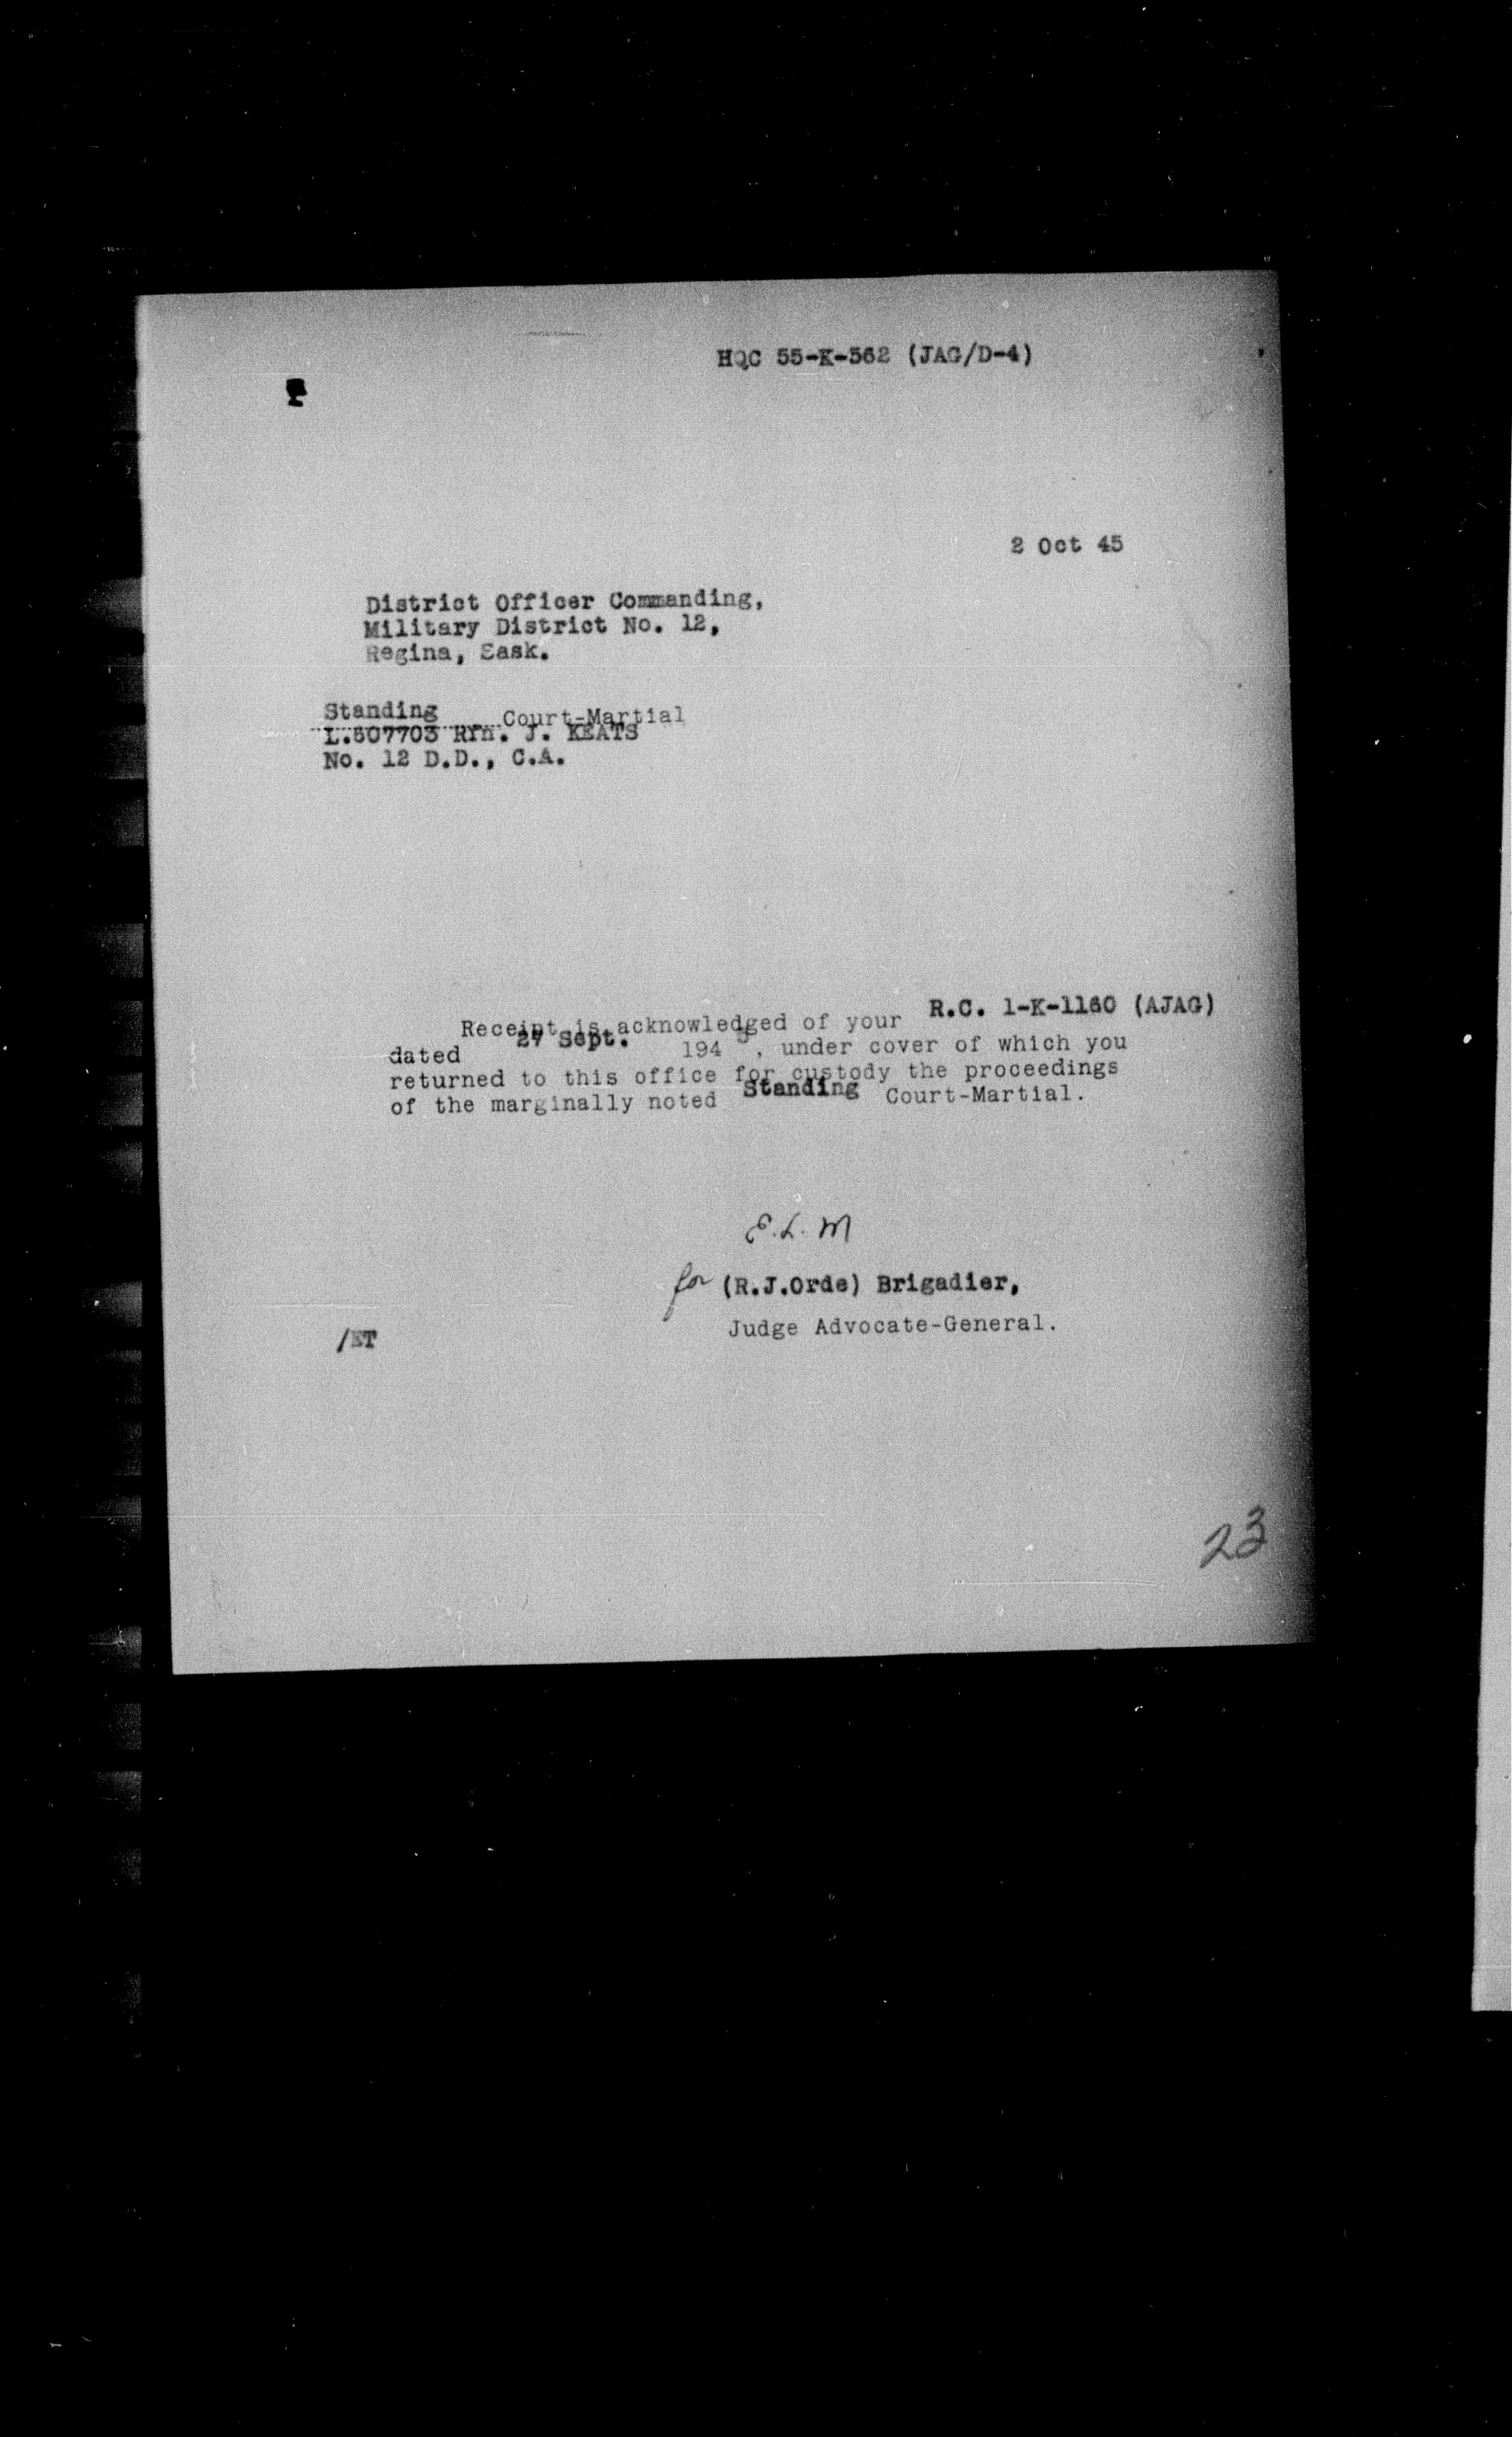 HQC 55-K-562 (JAG/D-4)
2 Oct 45
District Officer Commanding,
Military District No. 12,
Regina, Sask.
Standing Court-Martial
L.507703 Rfn. J. KEATS
No. 12 D.D., C.A.
Receipt is acknowledged of your R.C. 1-K-1160 (AJAG)
dated 27 Sept. 194 5, under cover of which you
returned to this office for custody the proceedings
of the marginally noted Standing Court-Martial.
E.L.M
for (R.J.Orde) Brigadier,
Judge Advocate-General.
/ET
23